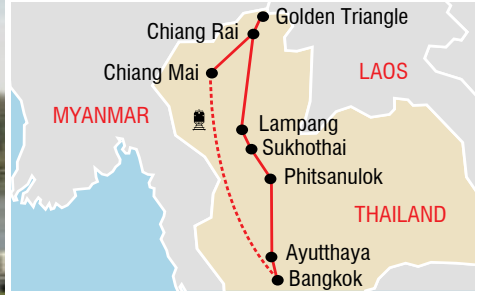 Golden Triangle
Chiang Rai
Chiang Mai
LAOS
MYANMAR
Lampang
Sukhothai
Phitsanulok
THAILAND
Ayutthaya
Bangkok